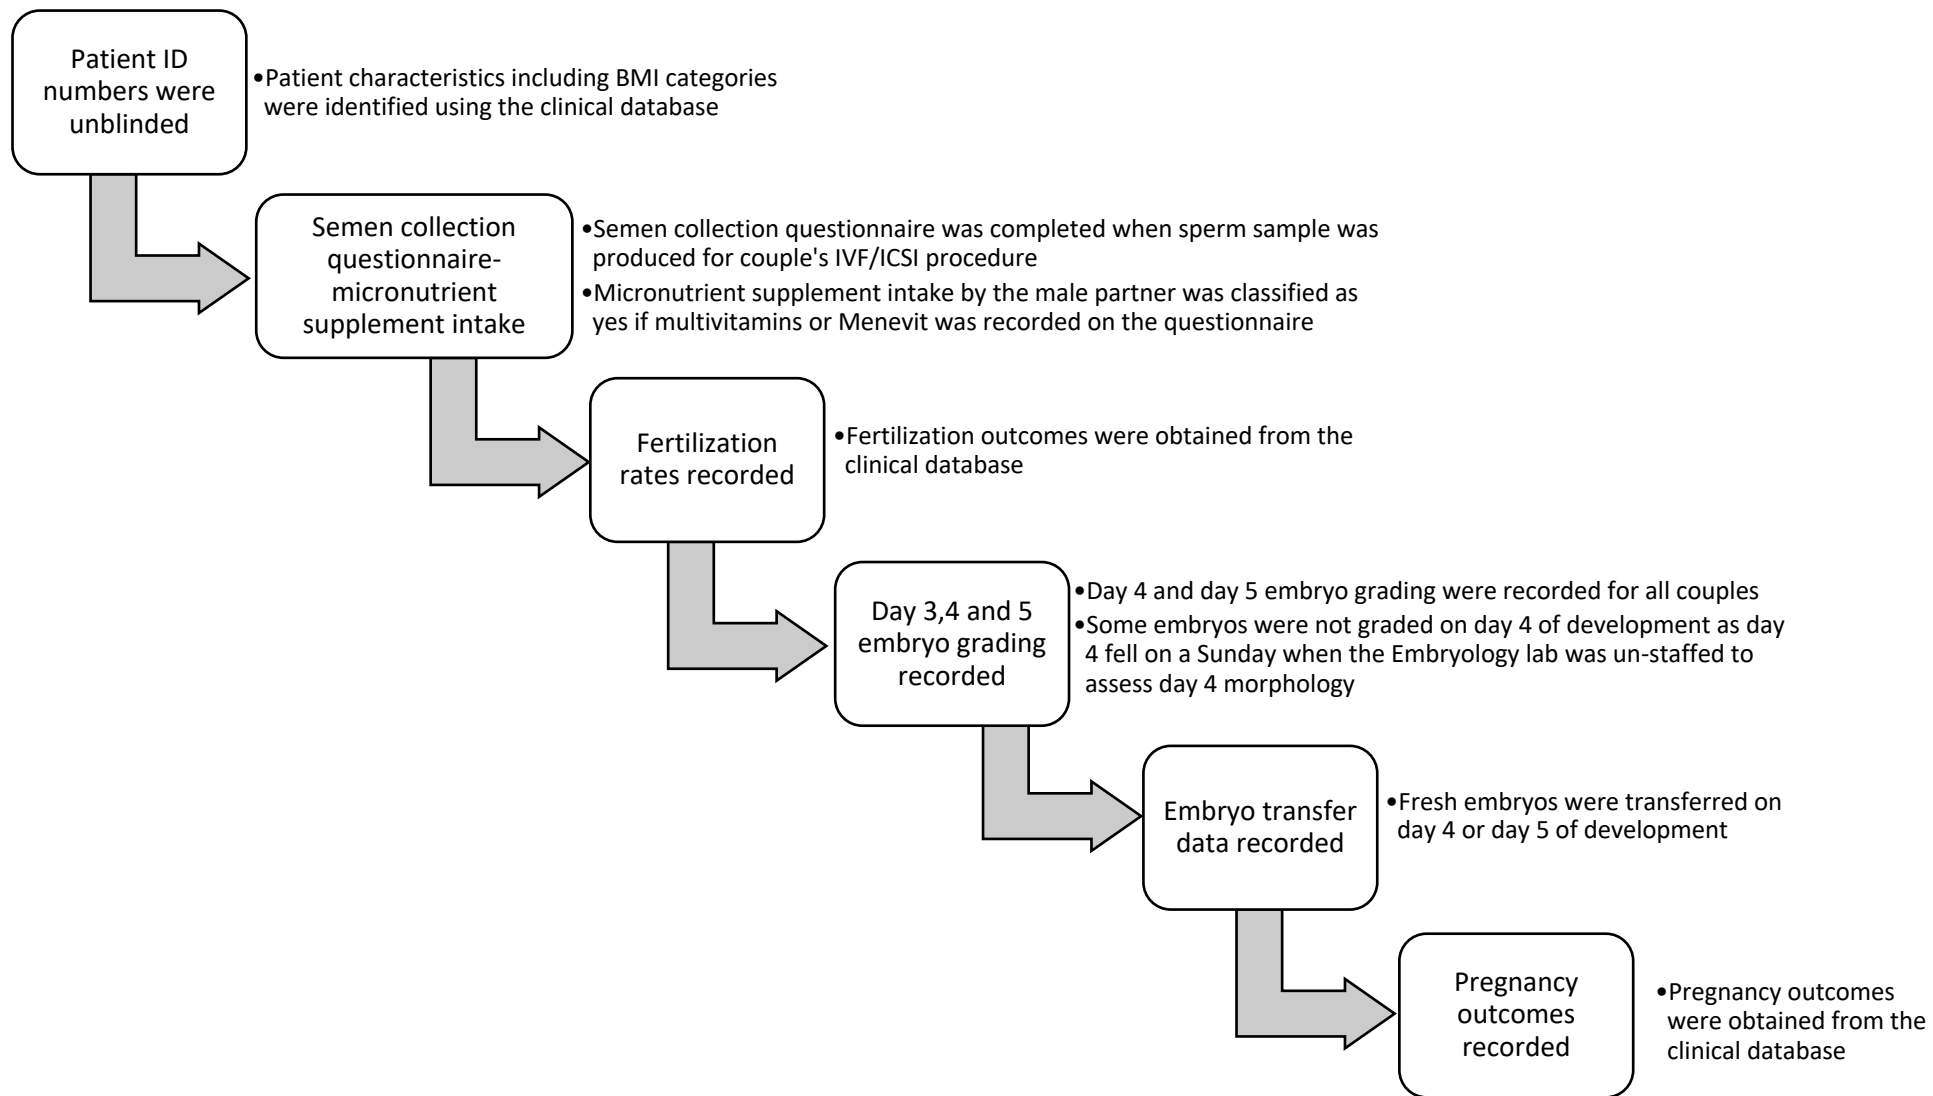 Patient ID
numbers were
unblinded
•Patient characteristics including BMI categories
were identified using the clinical database
Semen collection
questionnaire-
micronutrient
supplement intake
•Semen collection questionnaire was completed when sperm sample was
produced for couple's IVF/ICSI procedure
•Micronutrient supplement intake by the male partner was classified as
yes if multivitamins or Menevit was recorded on the questionnaire
Fertilization
rates recorded
•Fertilization outcomes were obtained from the
clinical database
Day 3,4 and 5
embryo grading
recorded
•Day 4 and day 5 embryo grading were recorded for all couples
•Some embryos were not graded on day 4 of development as day
4 fell on a Sunday when the Embryology lab was un-staffed to
assess day 4 morphology
Embryo transfer
data recorded
•Fresh embryos were transferred on
day 4 or day 5 of development
Pregnancy
outcomes
recorded
•Pregnancy outcomes
were obtained from the
clinical database